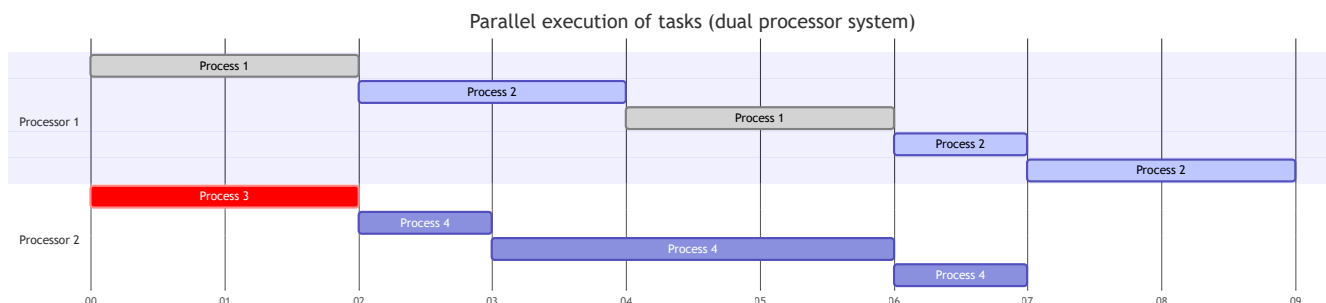 Parallel execution of tasks (dual processor system)
Process 1
Process 2
Processor 1
Process 1
Process 2
Process 2
Process 3
Process 4
Processor 2
Process 4
Process 4
00 01 02 03 04 05 06 07 08 09